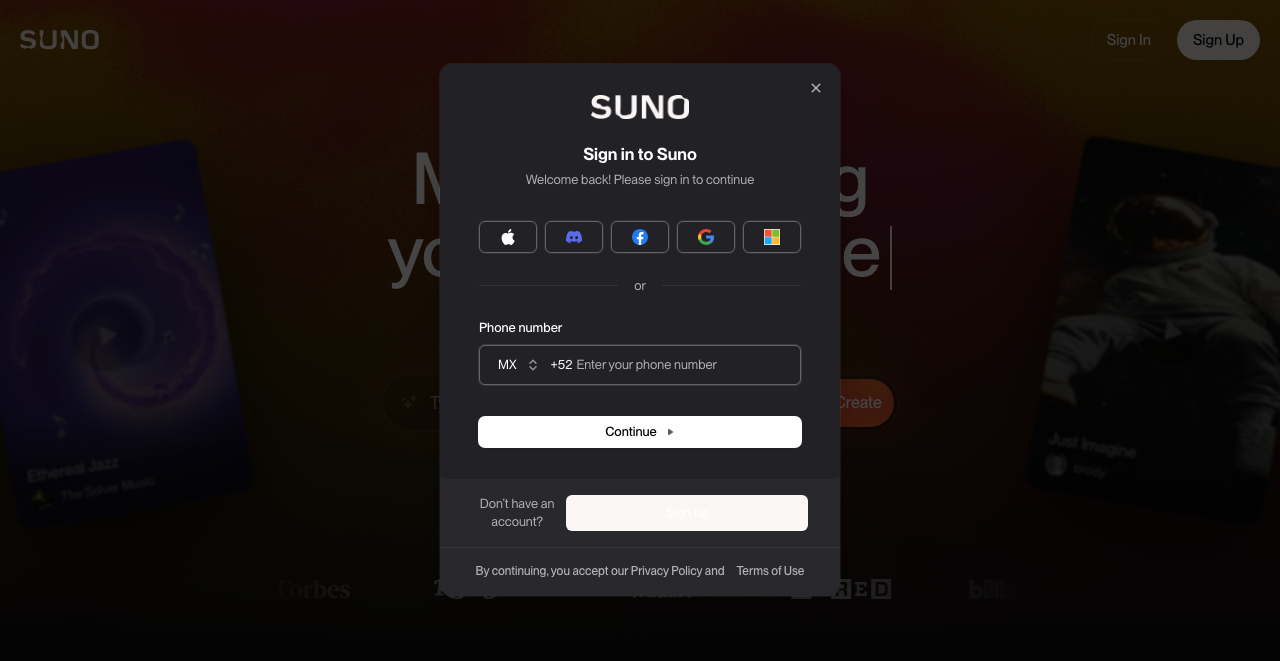 SUNO
Sign In
Sign Up
SUNO
Sign in to Suno
Welcome back! Please sign in to continue
or
Phone number
MX
+52 Enter your phone number
Continue
Create
Ethereal Jazz
The Solver Music
Just Imagine
brody
Don't have an
account?
Sign up
By continuing, you accept our Privacy Policy and Terms of Use
Forbes